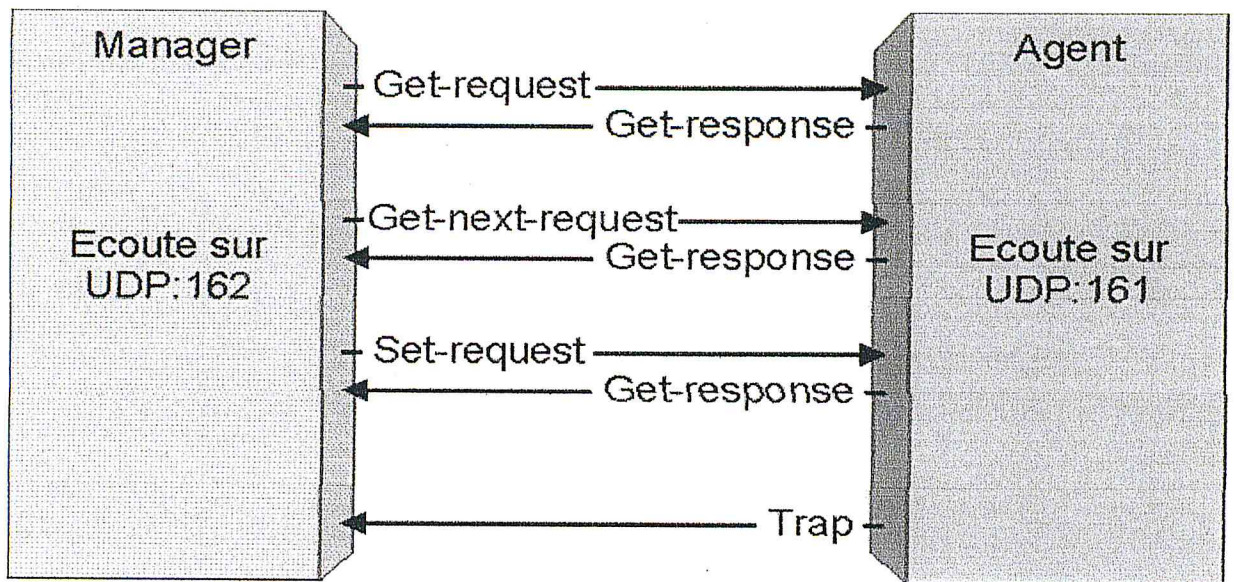 Manager
Agent
Get-request
Get-response
Get-next-request
Get-response
Ecoute sur
UDP:162
Ecoute sur
UDP:161
Set-request
Get-response
Trap